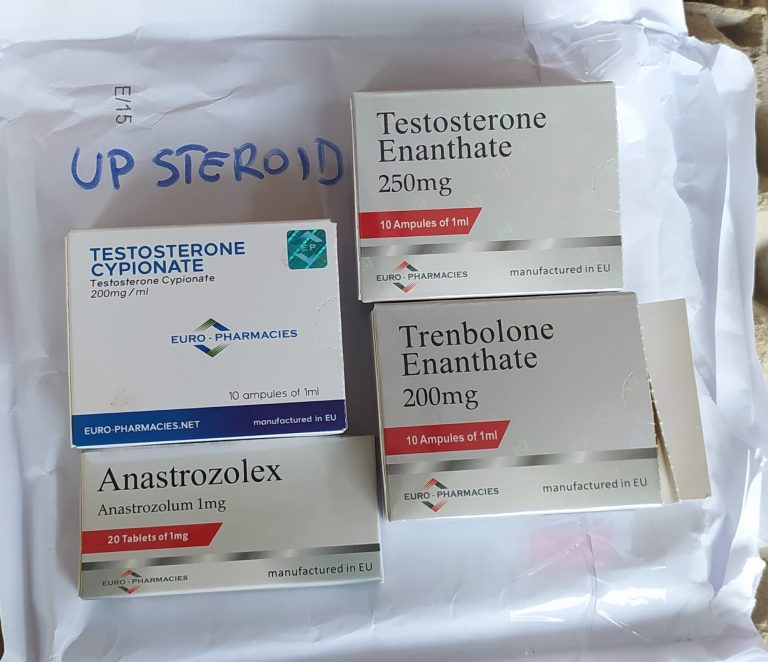 E/15
UP STEROID
Testosterone
Enanthate
250mg
10 Ampules of 1ml
EURO-PHARMACIES
manufactured in EU
TESTOSTERONE
CYPIONATE
Testosterone Cypionate
200mg/ml
EP
EURO-PHARMACIES
10 ampules of 1ml
EURO-PHARMACIES.NET
manufactured in EU
Trenbolone
Enanthate
200mg
10 Ampules of 1ml
EURO-PHARMACIES
manufactured in EU
Anastrozolex
Anastrozolum 1mg
20 Tablets of 1mg
EURO-PHARMACIES
manufactured in EU